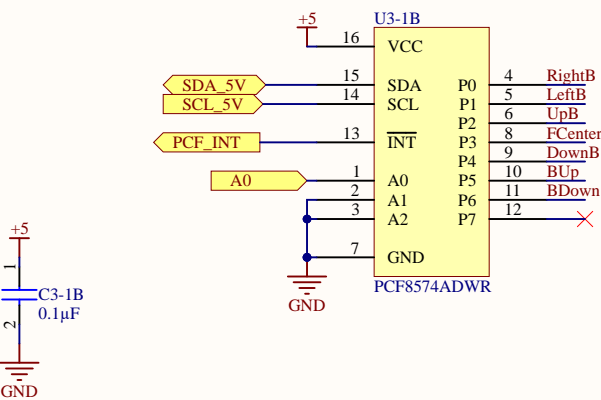 +5
U3-1B
16 VCC
SDA_5V 15 SDA P0 4 RightB
SCL_5V 14 SCL P1 5 LeftB
P2 6 UpB
PCF_INT 13 INT P3 8 FCenter
P4 9 DownB
A0 1 A0 P5 10 BUp
2 A1 P6 11 BDown
3 A2 P7 12
7 GND
GND
PCF8574ADWR
+5
1
C3-1B
0.1µF
2
GND